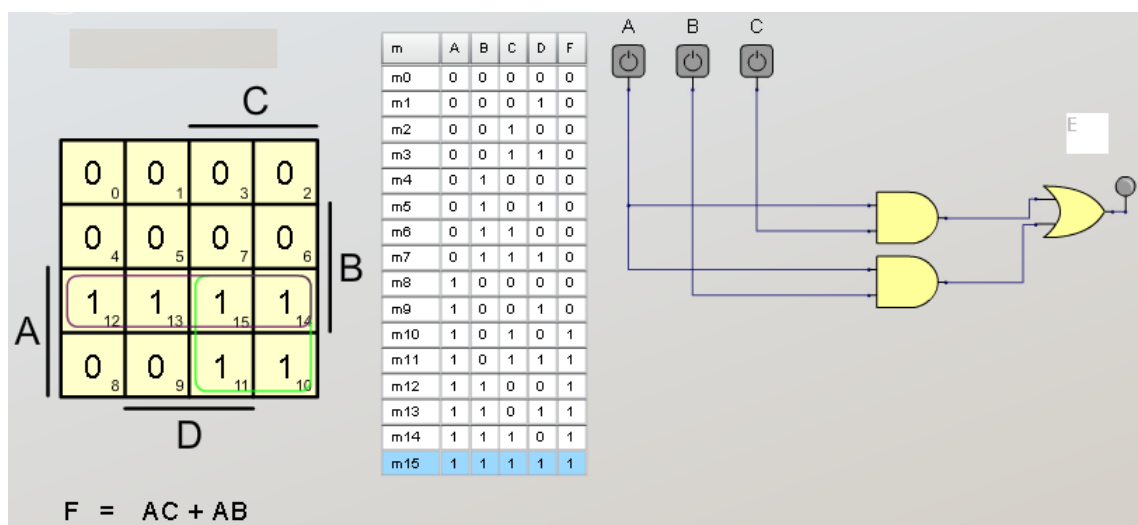 C
0 0 0 1 0 3 0 2
0 4 0 5 0 7 0 6
B
1 12 1 13 1 15 1 14
A
0 8 0 9 1 11 1 10
D
F = AC + AB
m A B C D F
m0 0 0 0 0 0
m1 0 0 0 1 0
m2 0 0 1 0 0
m3 0 0 1 1 0
m4 0 1 0 0 0
m5 0 1 0 1 0
m6 0 1 1 0 0
m7 0 1 1 1 0
m8 1 0 0 0 0
m9 1 0 0 1 0
m10 1 0 1 0 1
m11 1 0 1 1 1
m12 1 1 0 0 1
m13 1 1 0 1 1
m14 1 1 1 0 1
m15 1 1 1 1 1
A B C
E